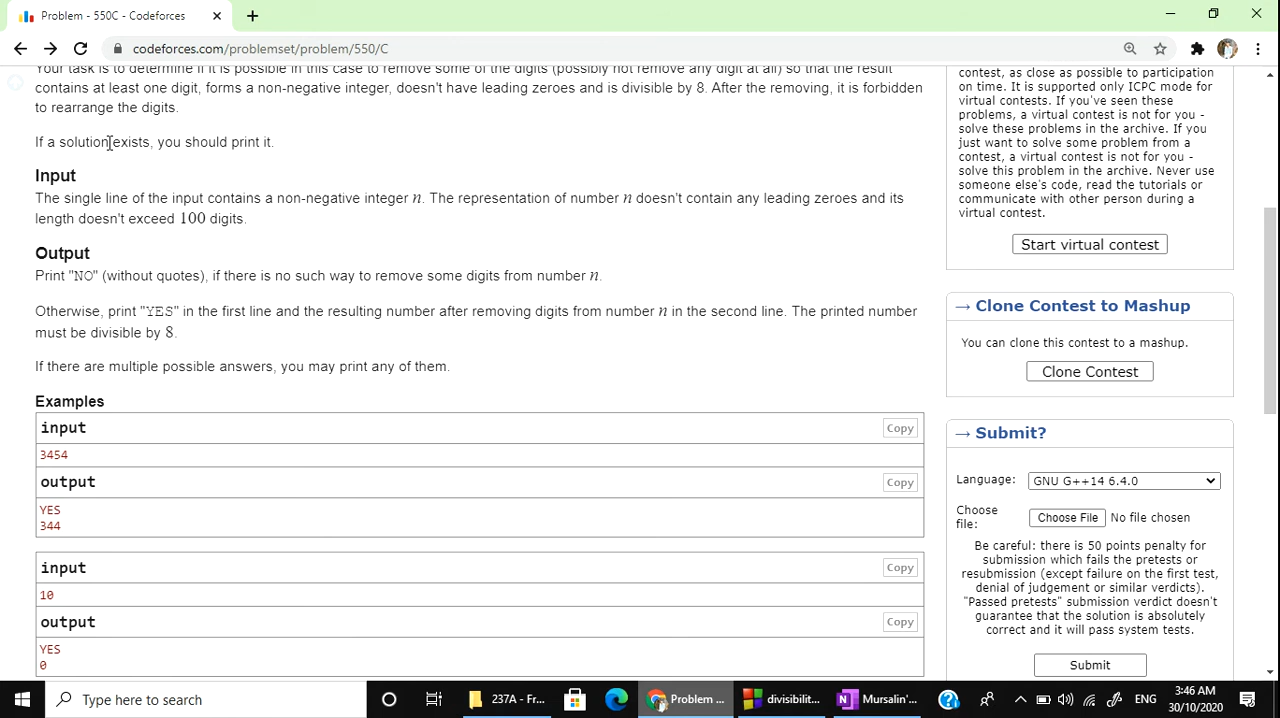 Problem - 550C - Codeforces
codeforces.com/problemset/problem/550/C
Your task is to determine if it is possible in this case to remove some of the digits (possibly not remove any digit at all) so that the result
contains at least one digit, forms a non-negative integer, doesn't have leading zeroes and is divisible by 8. After the removing, it is forbidden
to rearrange the digits.
If a solution exists, you should print it.
Input
The single line of the input contains a non-negative integer n. The representation of number n doesn't contain any leading zeroes and its
length doesn't exceed 100 digits.
Output
Print "NO" (without quotes), if there is no such way to remove some digits from number n.
Otherwise, print "YES" in the first line and the resulting number after removing digits from number n in the second line. The printed number
must be divisible by 8.
If there are multiple possible answers, you may print any of them.
Examples
input
Copy
3454
output
Copy
YES
344
input
Copy
10
output
Copy
YES
0
contest, as close as possible to participation
on time. It is supported only ICPC mode for
virtual contests. If you've seen these
problems, a virtual contest is not for you -
solve these problems in the archive. If you
just want to solve some problem from a
contest, a virtual contest is not for you -
solve this problem in the archive. Never use
someone else's code, read the tutorials or
communicate with other person during a
virtual contest.
Start virtual contest
→ Clone Contest to Mashup
You can clone this contest to a mashup.
Clone Contest
→ Submit?
Language:
GNU G++14 6.4.0
Choose
file:
Choose File No file chosen
Be careful: there is 50 points penalty for
submission which fails the pretests or
resubmission (except failure on the first test,
denial of judgement or similar verdicts).
"Passed pretests" submission verdict doesn't
guarantee that the solution is absolutely
correct and it will pass system tests.
Submit
Type here to search
237A - Fr...
Problem ...
divisibilit...
Mursalin'...
ENG
3:46 AM
30/10/2020